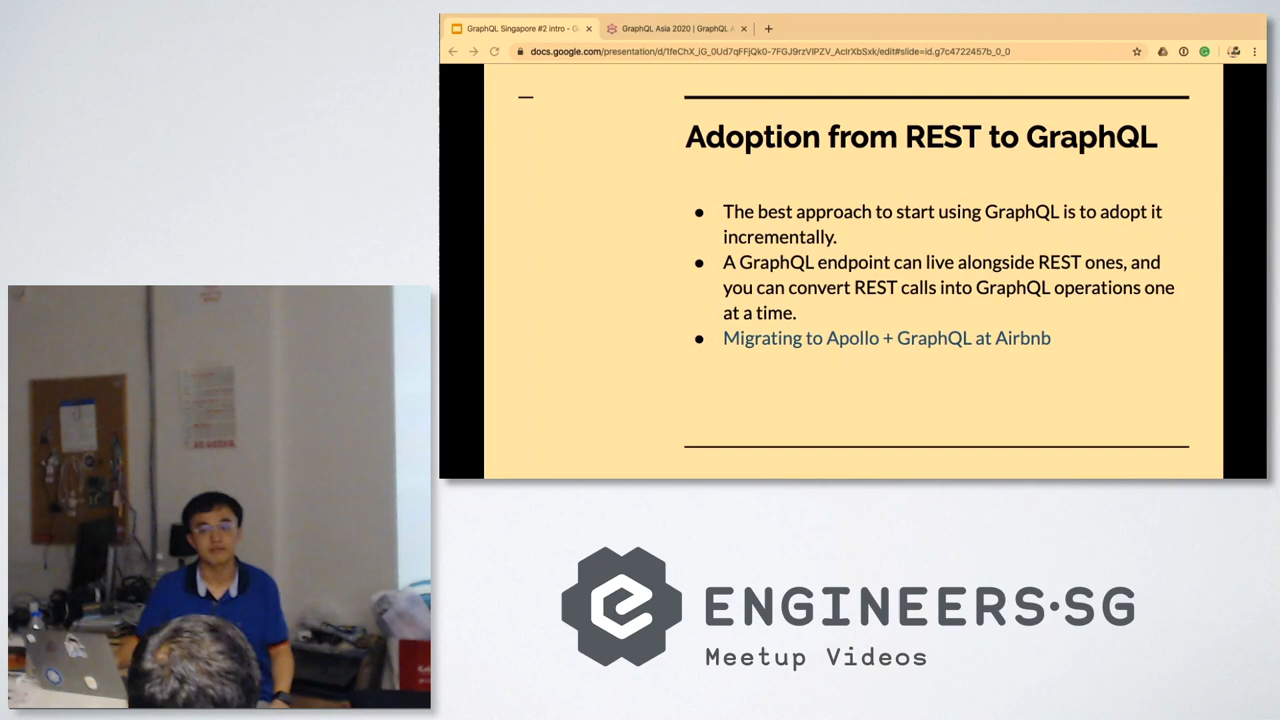 GraphQL Singapore #2 intro - G
GraphQL Asia 2020 | GraphQL A
docs.google.com/presentation/d/1feChX_iG_0Ud7qFFjQk0-7FGJ9rzVlPZV_AcIrXbSxk/edit#slide=id.g7c4722457b_0_0
Adoption from REST to GraphQL
● The best approach to start using GraphQL is to adopt it
incrementally.
● A GraphQL endpoint can live alongside REST ones, and
you can convert REST calls into GraphQL operations one
at a time.
● Migrating to Apollo + GraphQL at Airbnb
ENGINEERS·SG
Meetup Videos